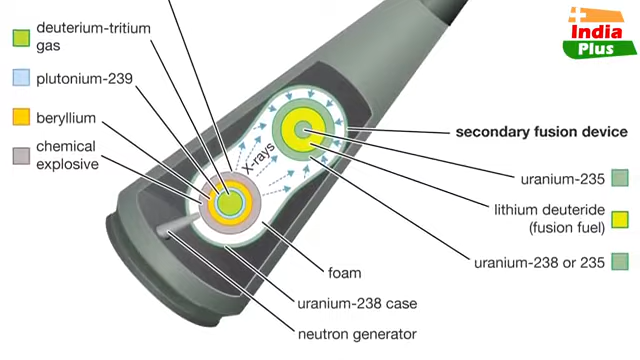 deuterium-tritium
gas
plutonium-239
beryllium
chemical
explosive
X-rays
India
Plus
secondary fusion device
uranium-235
lithium deuteride
(fusion fuel)
uranium-238 or 235
foam
uranium-238 case
neutron generator